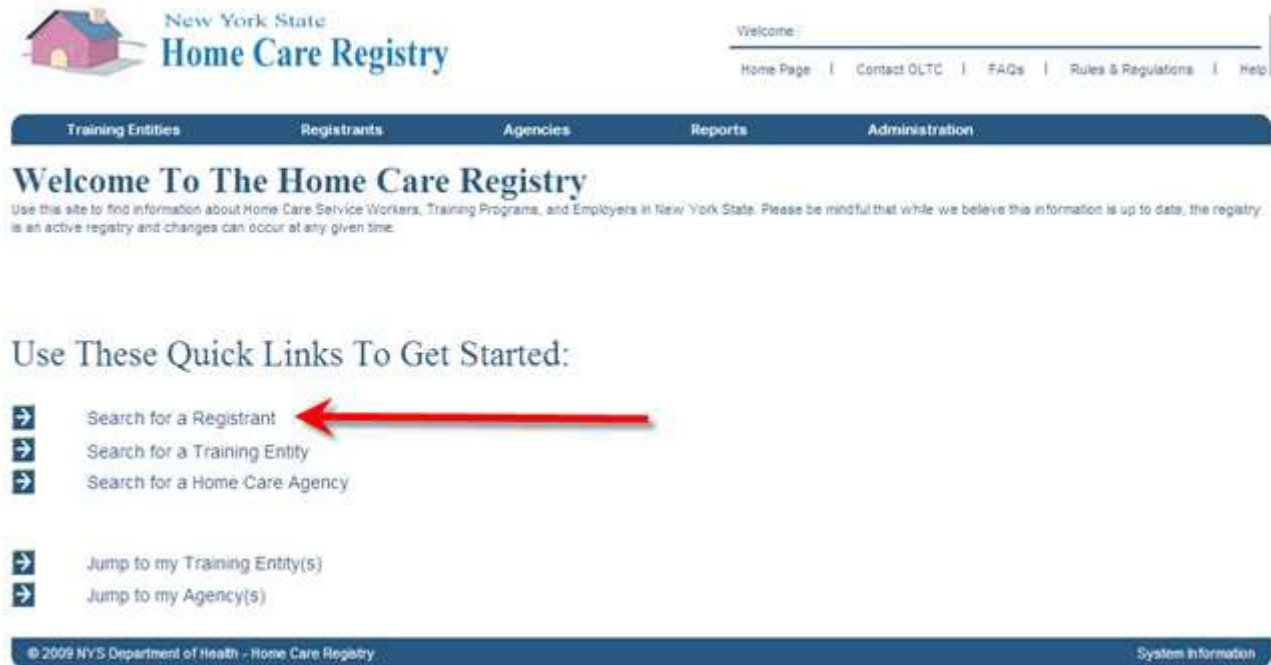 New York State
Home Care Registry
Welcome
Home Page | Contact OLTC | FAQs | Rules & Regulations | Help
Training Entities Registrants Agencies Reports Administration
Welcome To The Home Care Registry
Use this site to find information about Home Care Service Workers, Training Programs, and Employers in New York State. Please be mindful that while we believe this information is up to date, the registry
is an active registry and changes can occur at any given time.
Use These Quick Links To Get Started:
Search for a Registrant
Search for a Training Entity
Search for a Home Care Agency
Jump to my Training Entity(s)
Jump to my Agency(s)
© 2009 NYS Department of Health - Home Care Registry System Information